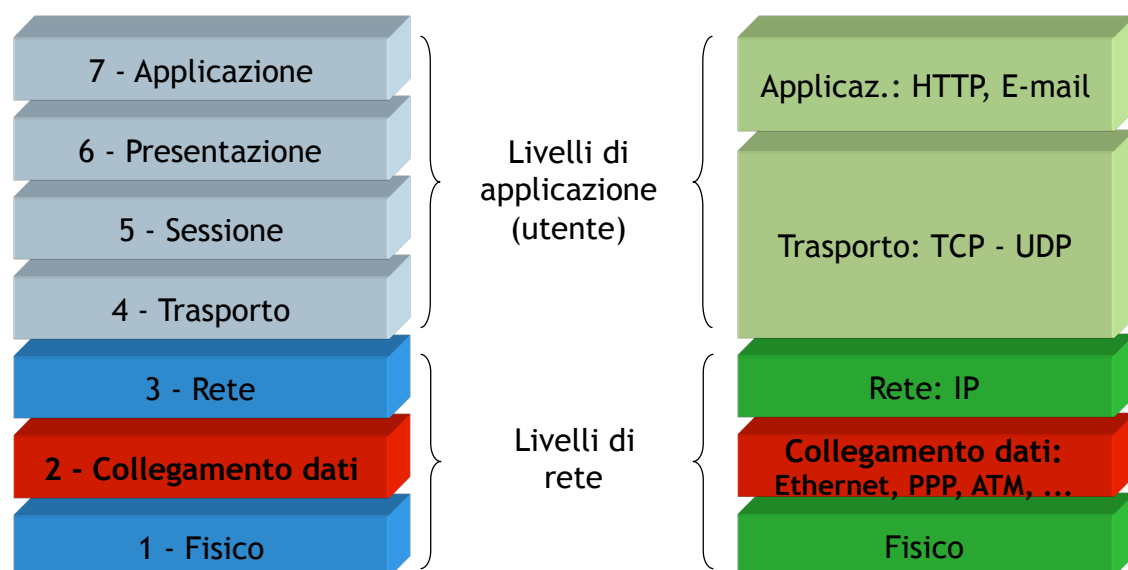 7 - Applicazione
6 - Presentazione
5 - Sessione
4 - Trasporto
3 - Rete
2 - Collegamento dati
1 - Fisico
Livelli di
applicazione
(utente)
Livelli di
rete
Applicaz.: HTTP, E-mail
Trasporto: TCP - UDP
Rete: IP
Collegamento dati:
Ethernet, PPP, ATM, ...
Fisico